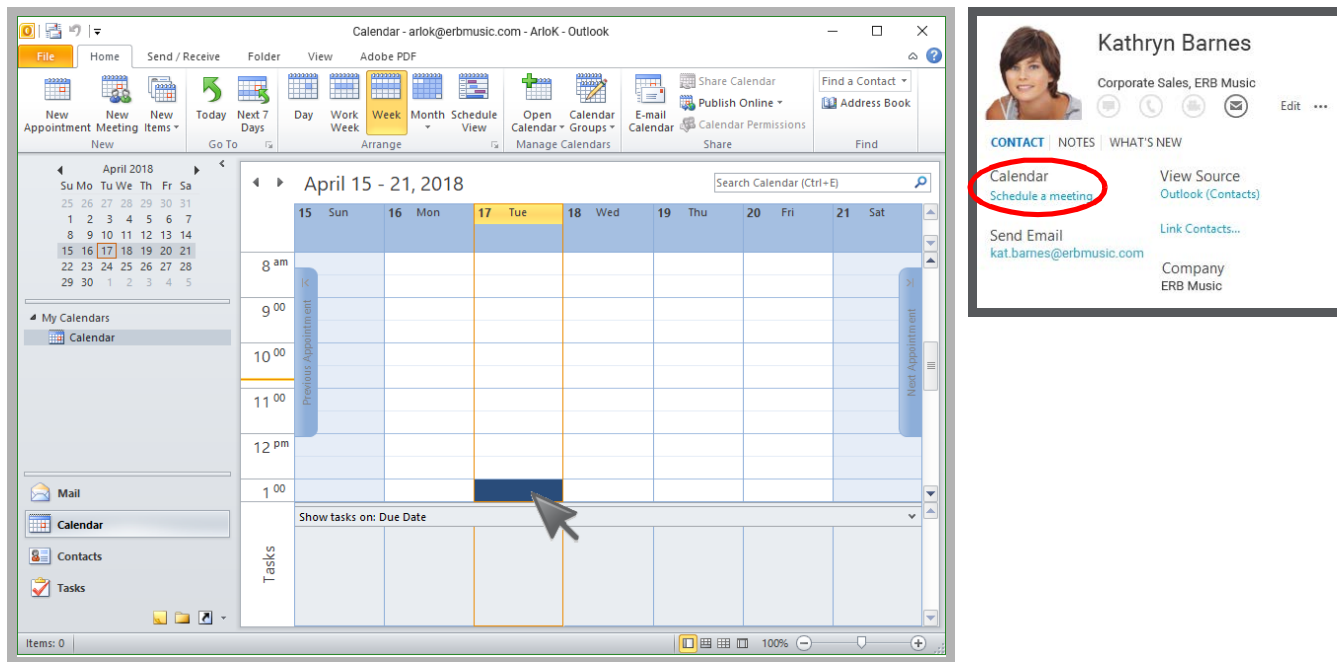 Calendar - arlok@erbmusic.com - ArloK - Outlook
File Home Send / Receive Folder View Adobe PDF
New Appointment
New Meeting
New Items
New
Today
Next 7 Days
Go To
Day
Work Week
Week
Month
Schedule View
Arrange
Open Calendar
Calendar Groups
Manage Calendars
E-mail Calendar
Share Calendar
Publish Online
Calendar Permissions
Share
Find a Contact
Address Book
Find
April 2018
Su Mo Tu We Th Fr Sa
25 26 27 28 29 30 31
1 2 3 4 5 6 7
8 9 10 11 12 13 14
15 16 17 18 19 20 21
22 23 24 25 26 27 28
29 30 1 2 3 4 5
My Calendars
Calendar
Mail
Calendar
Contacts
Tasks
April 15 - 21, 2018
Search Calendar (Ctrl+E)
15 Sun 16 Mon 17 Tue 18 Wed 19 Thu 20 Fri 21 Sat
8 am
9 00
10 00
11 00
12 pm
1 00
Previous Appointment
Next Appointment
Show tasks on: Due Date
Tasks
Items: 0
100%
Kathryn Barnes
Corporate Sales, ERB Music
Edit ...
CONTACT NOTES WHAT'S NEW
Calendar
Schedule a meeting
View Source
Outlook (Contacts)
Link Contacts...
Send Email
kat.barnes@erbmusic.com
Company
ERB Music